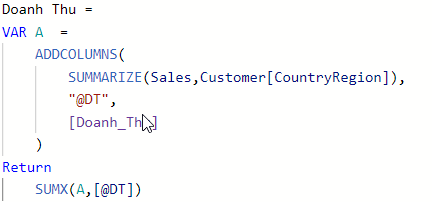 Doanh Thu =
VAR A  =
    ADDCOLUMNS(
        SUMMARIZE(Sales,Customer[CountryRegion]),
        "@DT",
        [Doanh_Thu]
    )
Return
    SUMX(A,[@DT])